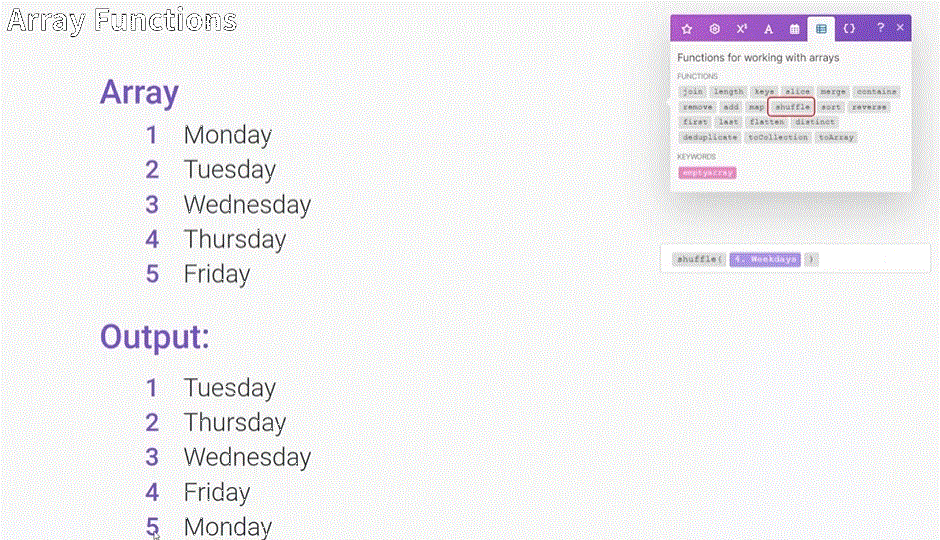 Array Functions
Array
1 Monday
2 Tuesday
3 Wednesday
4 Thursday
5 Friday
Output:
1 Tuesday
2 Thursday
3 Wednesday
4 Friday
5 Monday
Functions for working with arrays
FUNCTIONS
join length keys slice merge contains
remove add map shuffle sort reverse
first last flatten distinct
deduplicate toCollection toArray
KEYWORDS
emptyarray
shuffle( 4. Weekdays )